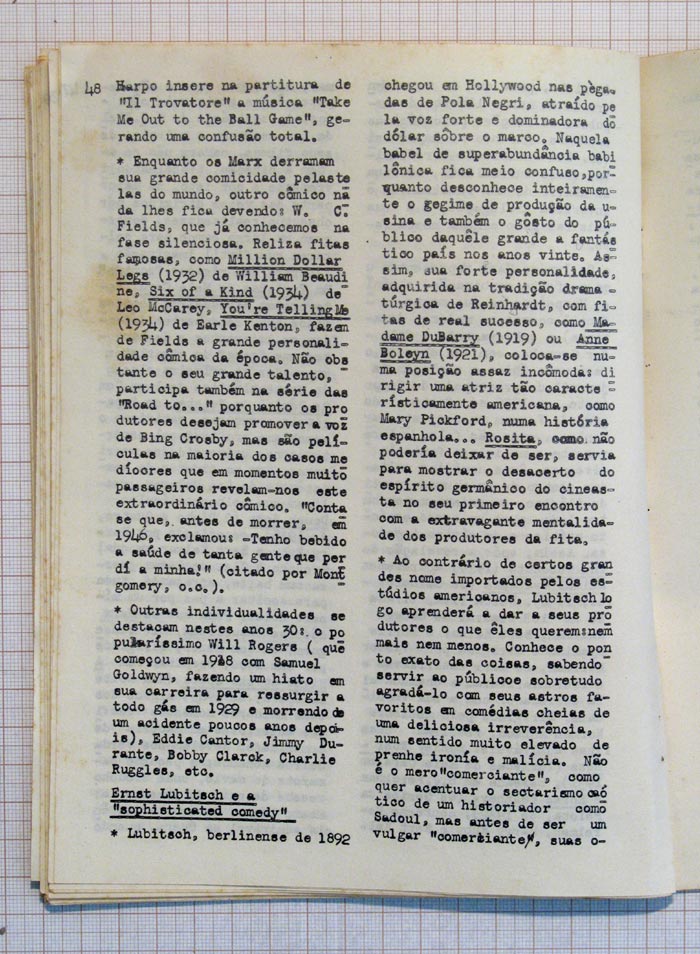 48
Harpo insere na partitura de
"Il Trovatore" a música "Take
Me Out to the Ball Game", ge-
rando uma confusão total.
* Enquanto os Marx derramam
sua grande comicidade pelaste
las do mundo, outro cômico na
da lhes fica devendo: W. C.
Fields, que já conhecemos na
fase silenciosa. Reliza fitas
famosas, como Million Dollar
Legs (1932) de William Beaudi
ne, Six of a Kind (1934) de
Leo McCarey, You're TellingMe
(1934) de Earle Kenton, fazem
de Fields a grande personali-
dade cômica da época. Não obs
tante o seu grande talento,
participa também na série das
"Road to..." porquanto os pro
dutores desejam promover a voz
de Bing Crosby, mas são pelí-
culas na maioria dos casos me
díocres que em momentos muito
passageiros revelam-nos este
extraordinário cômico. "Conta
se que, antes de morrer, em
1946, exclamou: -Tenho bebido
a saúde de tanta genteque per
dí a minha!" (citado por Mont
gomery, o.c.).
* Outras individualidades se
destacam nestes anos 30: o po
pularíssimo Will Rogers ( que
começou em 1918 com Samuel
Goldwyn, fazendo um hiato em
sua carreira para ressurgir a
todo gás em 1929 e morrendo de
um acidente poucos anos depo-
is), Eddie Cantor, Jimmy Du-
rante, Bobby Clarck, Charlie
Ruggles, etc.
Ernst Lubitsch e a
"sophisticated comedy"
* Lubitsch, berlinense de 1892
chegou em Hollywood nas pèga-
das de Pola Negri, atraído pe
la voz forte e dominadora do
dólar sôbre o marco. Naquela
babel de superabundância babi
lônica fica meio confuso,por-
quanto desconhece inteiramen-
te o gegime de produção da u-
sina e também o gôsto do pú-
blico daquêle grande a fantás
tico país nos anos vinte. As-
sim, sua forte personalidade,
adquirida na tradição drama -
túrgica de Reinhardt, com fi-
tas de real sucesso, como Ma-
dame DuBarry (1919) ou Anne
Boleyn (1921), coloca-se nu-
ma posição assaz incômoda: di
rigir uma atriz tão caracte -
rísticamente americana, como
Mary Pickford, numa história
espanhola... Rosita, como não
poderia deixar de ser, servia
para mostrar o desacerto do
espírito germânico do cineas-
ta no seu primeiro encontro
com a extravagante mentalida-
de dos produtores da fita.
* Ao contrário de certos gran
des nome importados pelos es-
túdios americanos, Lubitsch lo
go aprenderá a dar a seus pro
dutores o que êles querem:nem
mais nem menos. Conhece o pon
to exato das coisas, sabendo
servir ao públicoe sobretudo
agradá-lo com seus astros fa-
voritos em comédias cheias de
uma deliciosa irreverência,
num sentido muito elevado de
prenhe ironía e malícia. Não
é o mero"comerciante", como
quer acentuar o sectarismo caó
tico de um historiador como
Sadoul, mas antes de ser um
vulgar "comerciante", suas o-